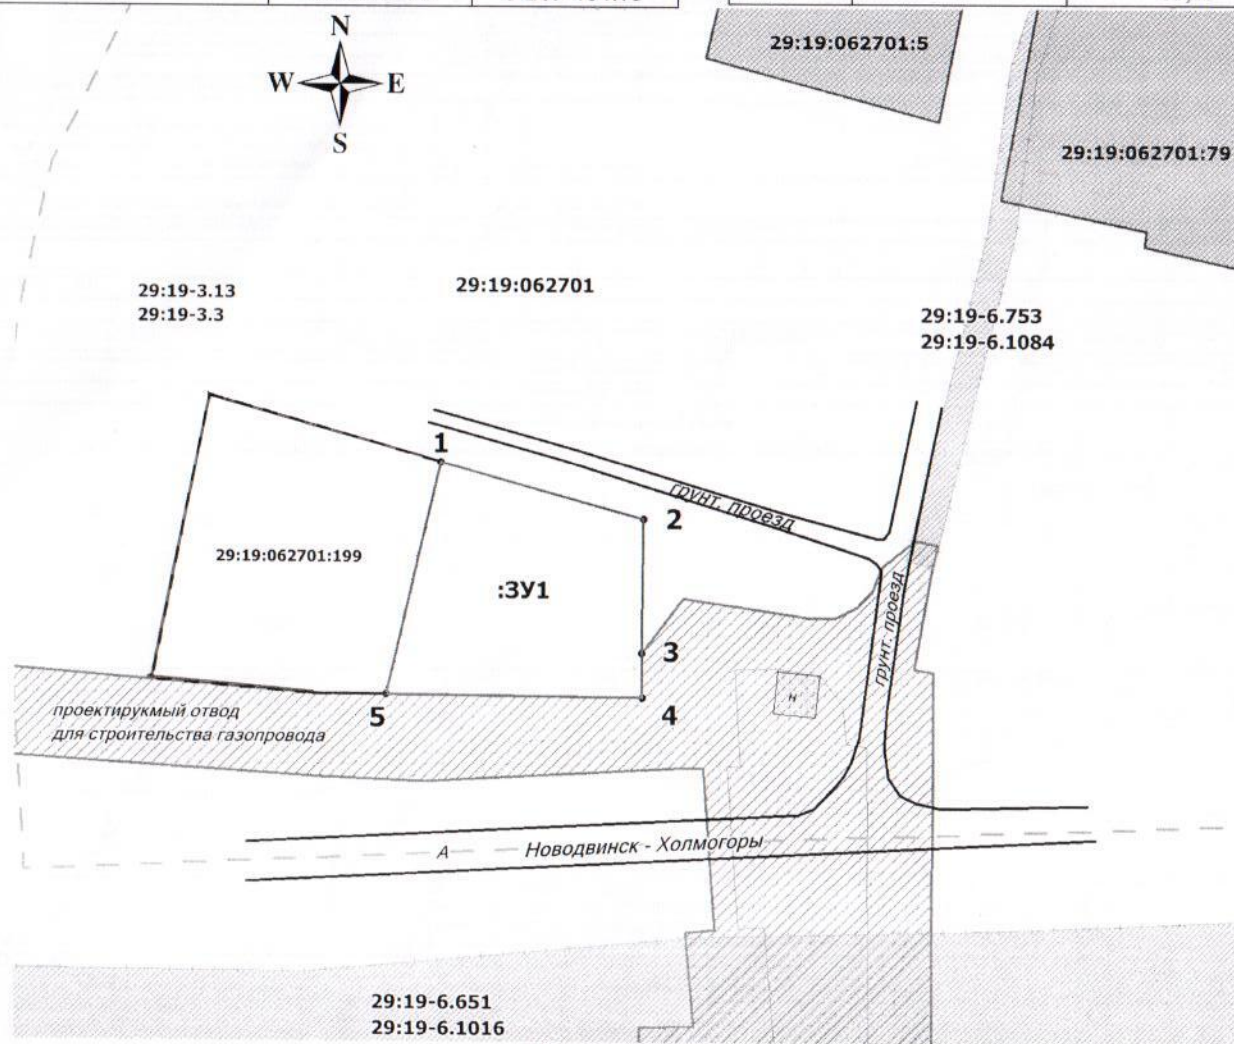 N
W E
S
29:19:062701:5
29:19:062701:79
29:19-3.13
29:19-3.3
29:19:062701
29:19-6.753
29:19-6.1084
1
2
грунт. проезд
29:19:062701:199
:ЗУ1
грунт. проезд
3
н
4
5
проектирукмый отвод
для строительства газопровода
А Новодвинск - Холмогоры
29:19-6.651
29:19-6.1016